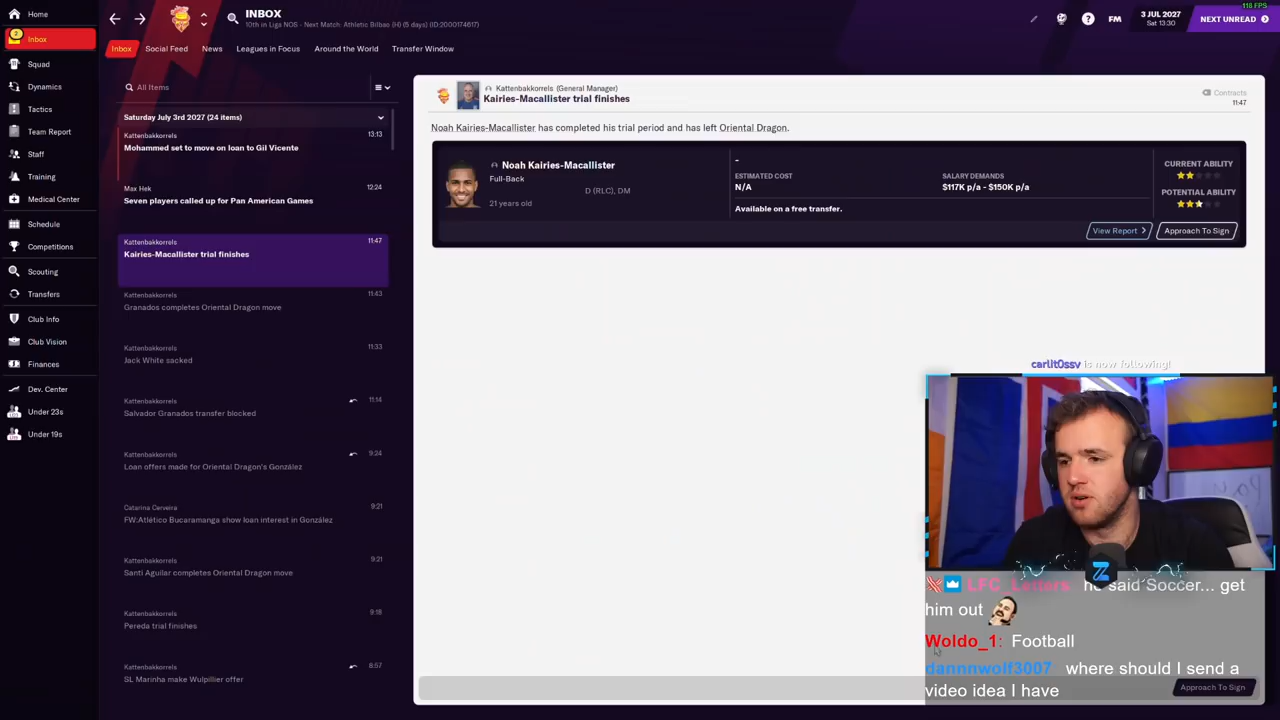 118 FPS
Home
INBOX
10th in Liga NOS - Next Match: Athletic Bilbao (H) (5 days) (ID:2000174617)
FM
3 JUL 2027
Sat 13:30
NEXT UNREAD
2
Inbox
Inbox
Social Feed
News
Leagues in Focus
Around the World
Transfer Window
Squad
Dynamics
Tactics
Team Report
Staff
Training
Medical Center
Schedule
Competitions
Scouting
Transfers
Club Info
Club Vision
Finances
Dev. Center
Under 23s
Under 19s
All Items
Saturday July 3rd 2027 (24 items)
Kattenbakkorrels 13:13
Mohammed set to move on loan to Gil Vicente
Max Hek 12:24
Seven players called up for Pan American Games
Kattenbakkorrels 11:47
Kairies-Macallister trial finishes
Kattenbakkorrels 11:43
Granados completes Oriental Dragon move
Kattenbakkorrels 11:33
Jack White sacked
Kattenbakkorrels 11:14
Salvador Granados transfer blocked
Kattenbakkorrels 9:24
Loan offers made for Oriental Dragon's González
Catarina Cerveira 9:21
FW:Atlético Bucaramanga show loan interest in González
Kattenbakkorrels 9:21
Santi Aguilar completes Oriental Dragon move
Kattenbakkorrels 9:18
Pereda trial finishes
Kattenbakkorrels 8:57
SL Marinha make Wulpillier offer
Kattenbakkorrels (General Manager)
Kairies-Macallister trial finishes
Contracts
11:47
Noah Kairies-Macallister has completed his trial period and has left Oriental Dragon.
Noah Kairies-Macallister
Full-Back
D (RLC), DM
21 years old
-
ESTIMATED COST
N/A
SALARY DEMANDS
$117K p/a - $150K p/a
Available on a free transfer.
CURRENT ABILITY
POTENTIAL ABILITY
View Report
Approach To Sign
carlit0ssv is now following!
LFC_Letters he said Soccer... get
him out
Woldo_1: Football
dannnwolf3007 where should I send a
video idea I have
Approach To Sign